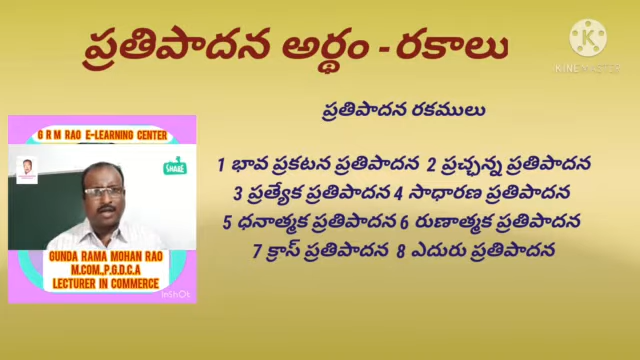 ప్రతిపాదన అర్థం - రకాలు
KINEMASTER
ప్రతిపాదన రకములు
G R M RAO E-LEARNING CENTER
SHARE
1 భావ ప్రకటన ప్రతిపాదన 2 ప్రచ్ఛన్న ప్రతిపాదన
3 ప్రత్యేక ప్రతిపాదన 4 సాధారణ ప్రతిపాదన
5 ధనాత్మక ప్రతిపాదన 6 రుణాత్మక ప్రతిపాదన
7 క్రాస్ ప్రతిపాదన 8 ఎదురు ప్రతిపాదన
GUNDA RAMA MOHAN RAO
M.COM.,P.G.D.C.A
LECTURER IN COMMERCE
InShOt